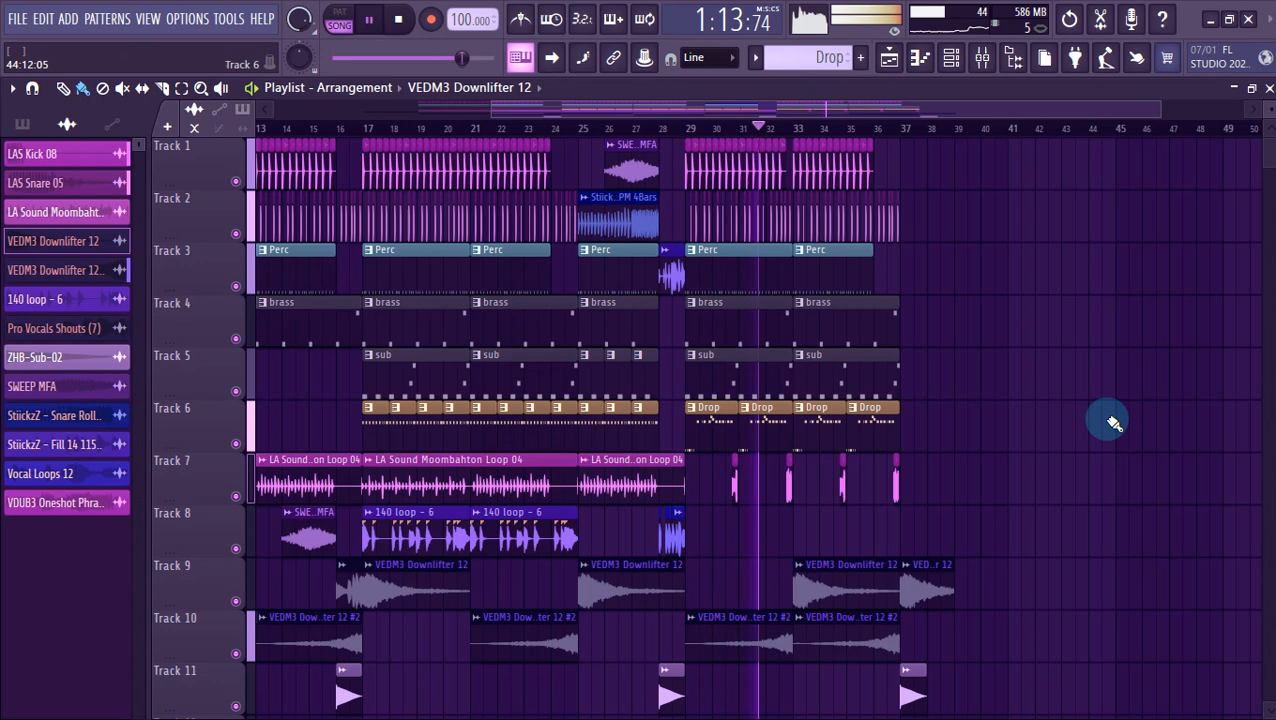 FILE EDIT ADD PATTERNS VIEW OPTIONS TOOLS HELP
PAT
SONG
100.000
3.2.
1:13:74
M:S:CS
44
586 MB
5
[ ]
44:12:05
Track 6
Line
Drop
07/01 FL
STUDIO 202...
Playlist - Arrangement VEDM3 Downlifter 12
13 14 15 16 17 18 19 20 21 22 23 24 25 26 27 28 29 30 31 32 33 34 35 36 37 38 39 40 41 42 43 44 45 46 47 48 49 50
LAS Kick 08
LAS Snare 05
LA Sound Moombaht..
VEDM3 Downlifter 12
VEDM3 Downlifter 12..
140 loop - 6
Pro Vocals Shouts (7)
ZHB-Sub-02
SWEEP MFA
StiickzZ - Snare Roll...
StiickzZ - Fill 14 115..
Vocal Loops 12
VDUB3 Oneshot Phra..
Track 1
SWE..MFA
Track 2
Stiick..PM 4Bars
Track 3
Perc Perc Perc Perc Perc Perc
Track 4
brass brass brass brass brass brass
Track 5
sub sub sub sub
Track 6
Drop Drop Drop Drop
Track 7
LA Sound...on Loop 04 LA Sound Moombahton Loop 04 LA Sound..on Loop 04
Track 8
SWE..MFA 140 loop - 6 140 loop - 6
Track 9
VEDM3 Downlifter 12 VEDM3 Downlifter 12 VEDM3 Downlifter 12 VED..r 12
Track 10
VEDM3 Dow..ter 12 #2 VEDM3 Dow..ter 12 #2 VEDM3 Dow..ter 12 #2 VEDM3 Dow..ter 12 #2
Track 11